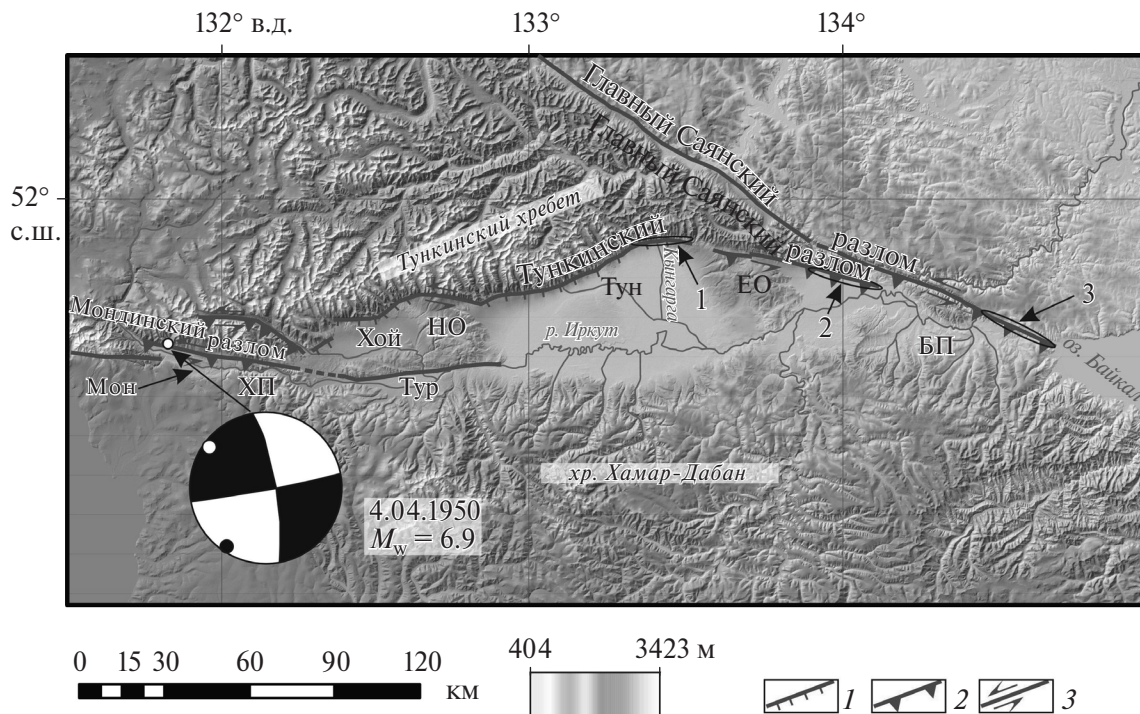 132° в.д.
133°
134°
52°
с.ш.
Главный Саянский
разлом
Главный Саянский
разлом
Тункинский хребет
Тункинский
1
Кынгарга
Тун
ЕО
2
3
Мондинский разлом
Хой
НО
р. Иркут
БП
оз. Байкал
Мон
ХП
Тур
хр. Хамар-Дабан
4.04.1950
Mw = 6.9
0 15 30 60 90 120
км
404
3423 м
1
2
3